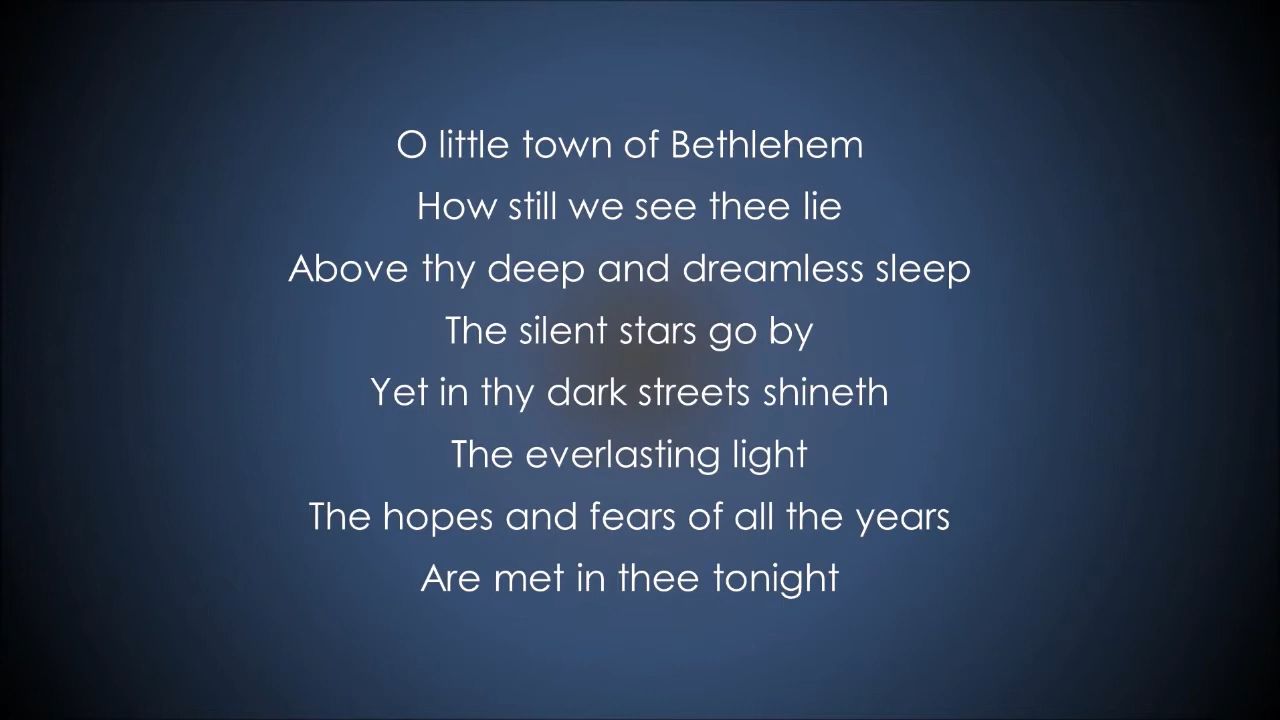 O little town of Bethlehem
How still we see thee lie
Above thy deep and dreamless sleep
The silent stars go by
Yet in thy dark streets shineth
The everlasting light
The hopes and fears of all the years
Are met in thee tonight